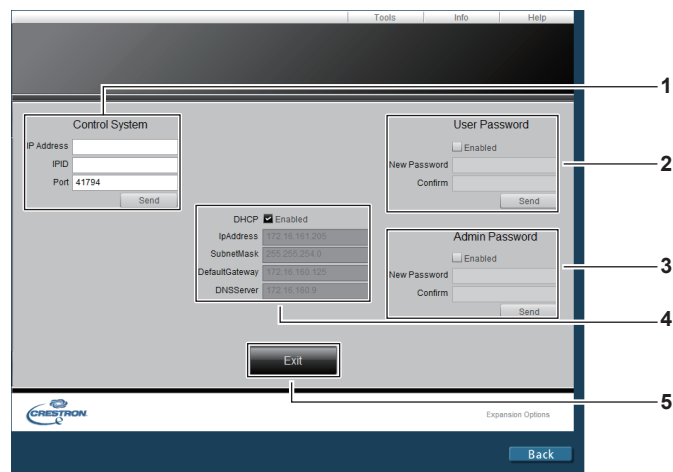 Tools Info Help
1
Control System
IP Address
IPID
Port 41794
Send
User Password
Enabled
New Password
Confirm
Send
2
DHCP Enabled
IpAddress 172.16.161.205
SubnetMask 255.255.254.0
DefaultGateway 172.16.160.125
DNSServer 172.16.160.9
Admin Password
Enabled
New Password
Confirm
Send
3
4
Exit
5
CRESTRON
Expansion Options
Back